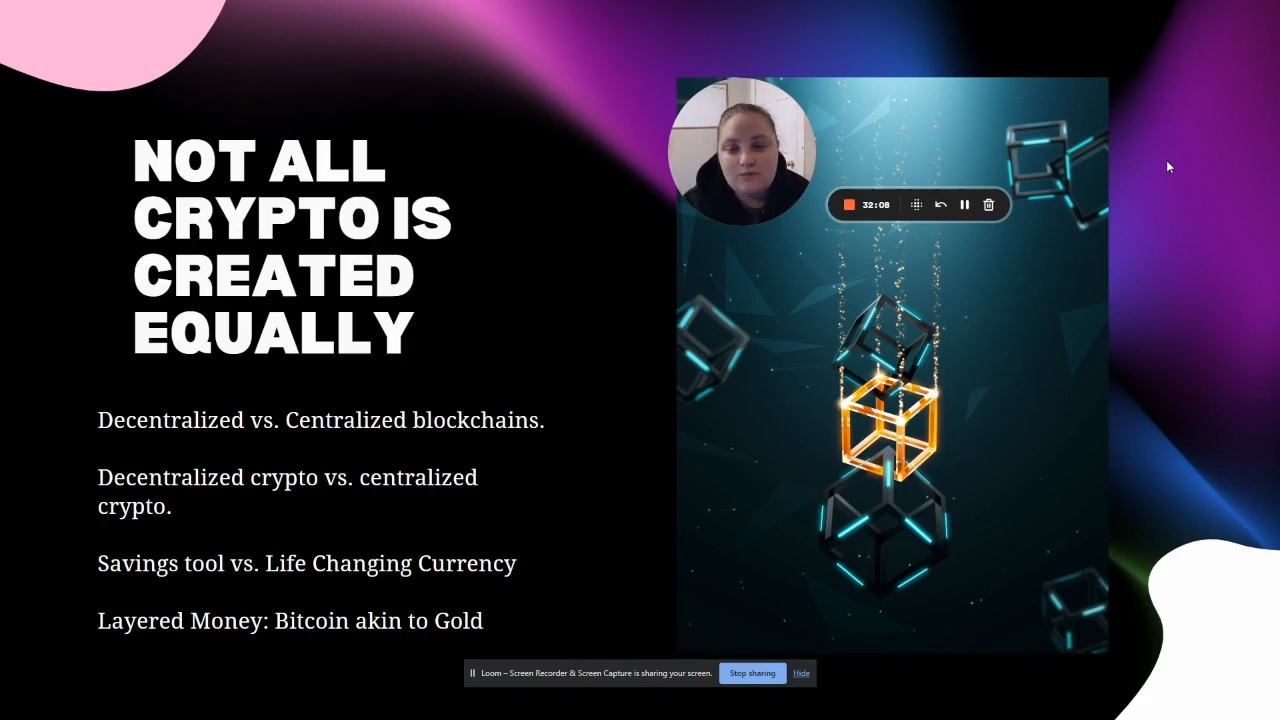 NOT ALL
CRYPTO IS
CREATED
EQUALLY
32:08
Decentralized vs. Centralized blockchains.
Decentralized crypto vs. centralized
crypto.
Savings tool vs. Life Changing Currency
Layered Money: Bitcoin akin to Gold
Loom – Screen Recorder & Screen Capture is sharing your screen.
Stop sharing
Hide